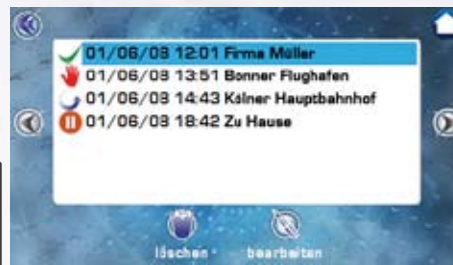 01/06/08 12:01 Firma Müller
01/06/08 13:51 Bonner Flughafen
01/06/08 14:43 Kölner Hauptbahnhof
01/06/08 18:42 Zu Hause
löschen bearbeiten